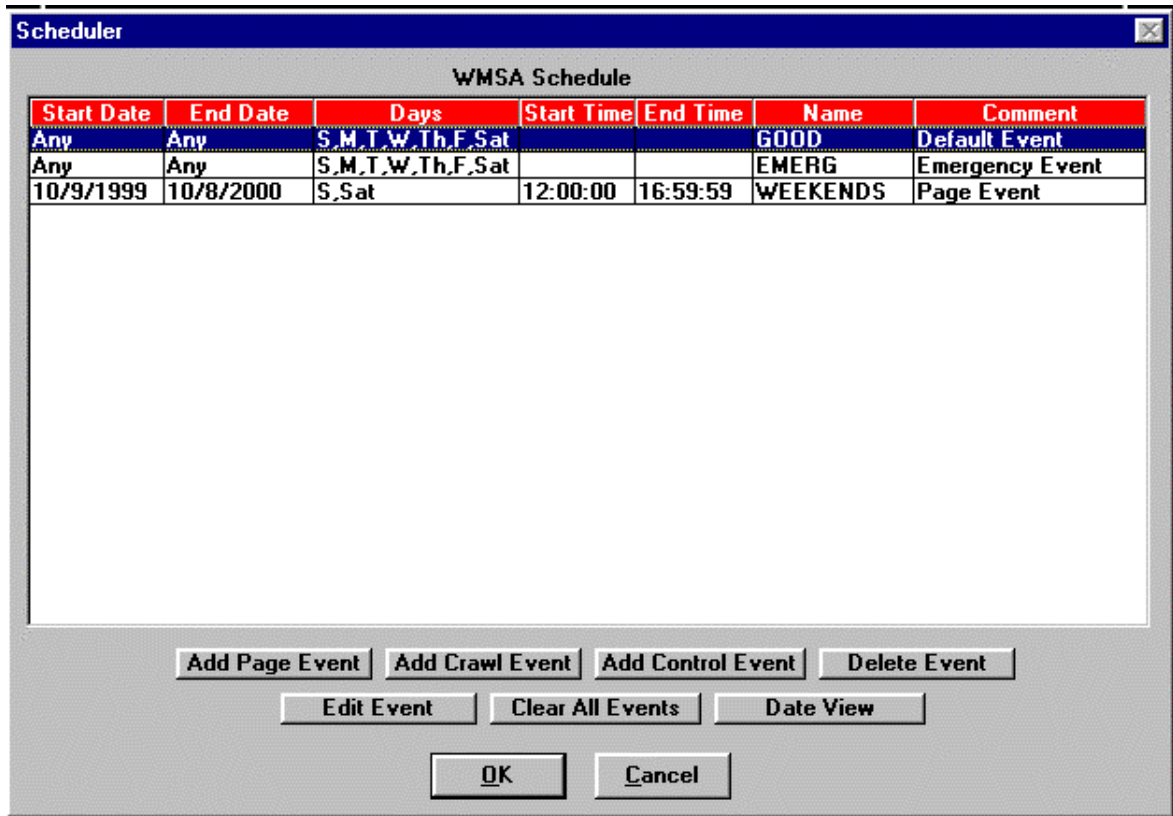 Scheduler
WMSA Schedule
Start Date End Date Days Start Time End Time Name Comment
Any Any S,M,T,W,Th,F,Sat GOOD Default Event
Any Any S,M,T,W,Th,F,Sat EMERG Emergency Event
10/9/1999 10/8/2000 S,Sat 12:00:00 16:59:59 WEEKENDS Page Event
Add Page Event Add Crawl Event Add Control Event Delete Event
Edit Event Clear All Events Date View
OK Cancel